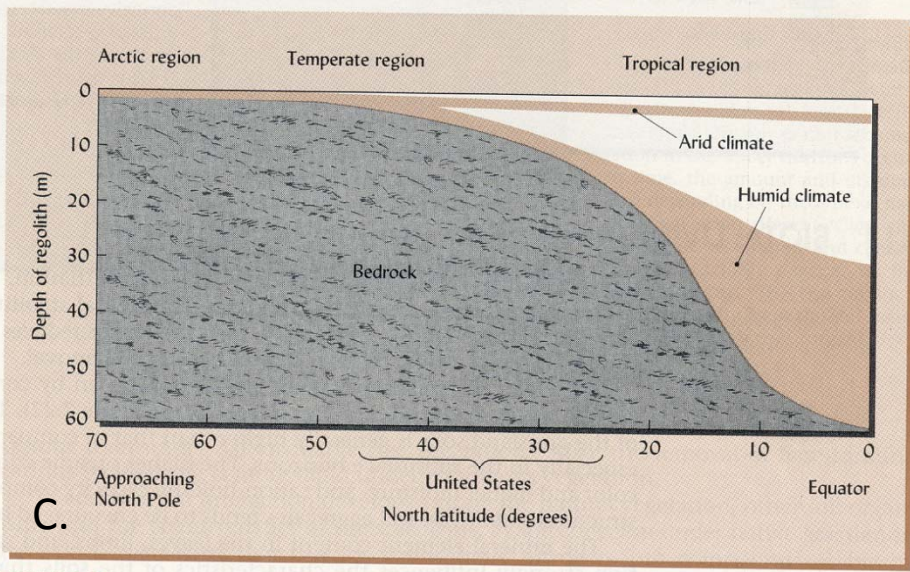 Arctic region
Temperate region
Tropical region
0
10
20
30
40
50
60
Depth of regolith (m)
Arid climate
Humid climate
Bedrock
70
60
50
40
30
20
10
0
Approaching
North Pole
United States
Equator
North latitude (degrees)
C.